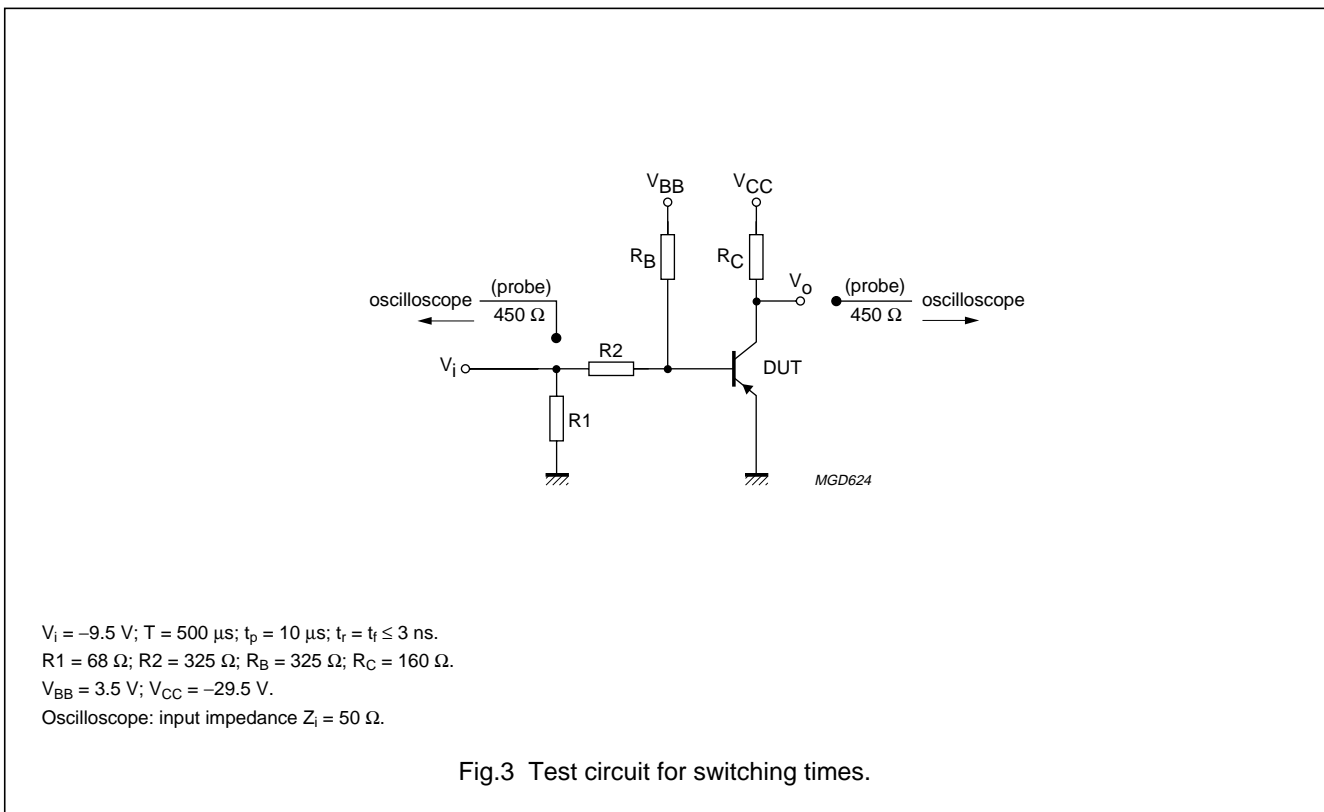 V_BB V_CC
R_B R_C
V_o
(probe) (probe)
oscilloscope oscilloscope
450 Ω 450 Ω
R2
V_i DUT
R1
MGD624
V_i = −9.5 V; T = 500 μs; t_p = 10 μs; t_r = t_f ≤ 3 ns.
R1 = 68 Ω; R2 = 325 Ω; R_B = 325 Ω; R_C = 160 Ω.
V_BB = 3.5 V; V_CC = −29.5 V.
Oscilloscope: input impedance Z_i = 50 Ω.
Fig.3 Test circuit for switching times.